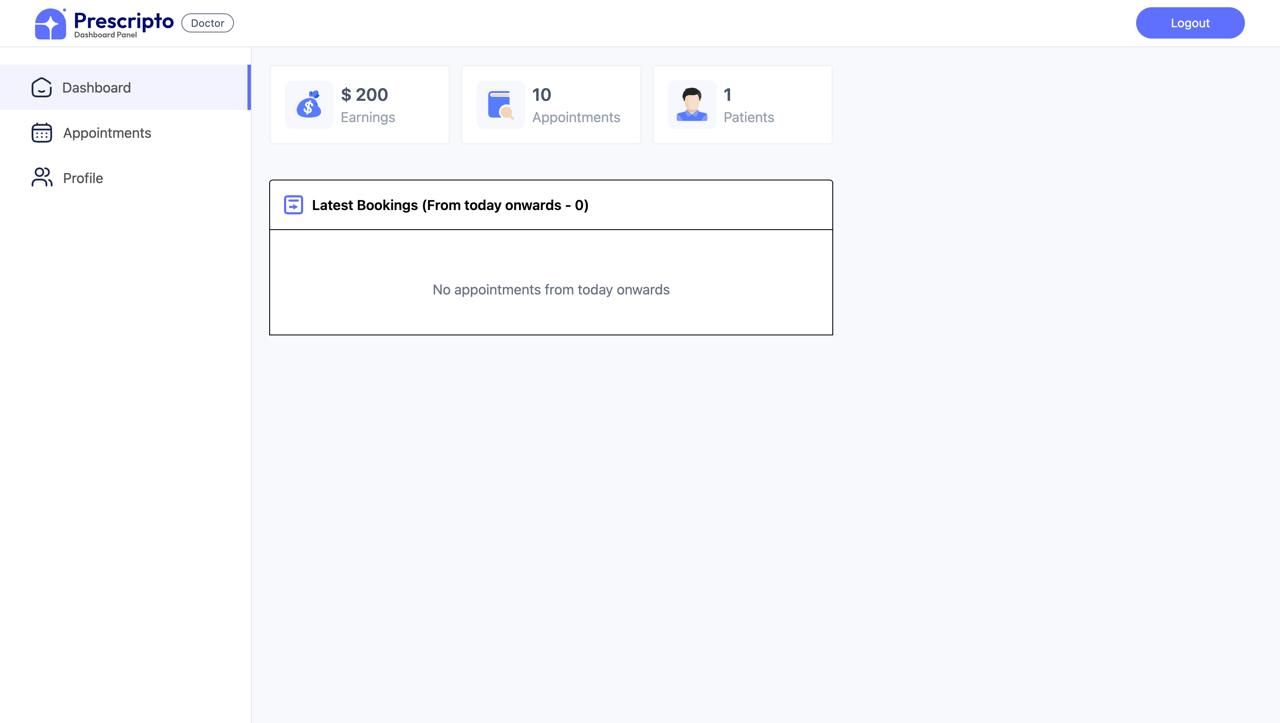 Prescripto
Dashboard Panel
Doctor
Logout
Dashboard
Appointments
Profile
$ 200
Earnings
10
Appointments
1
Patients
Latest Bookings (From today onwards - 0)
No appointments from today onwards